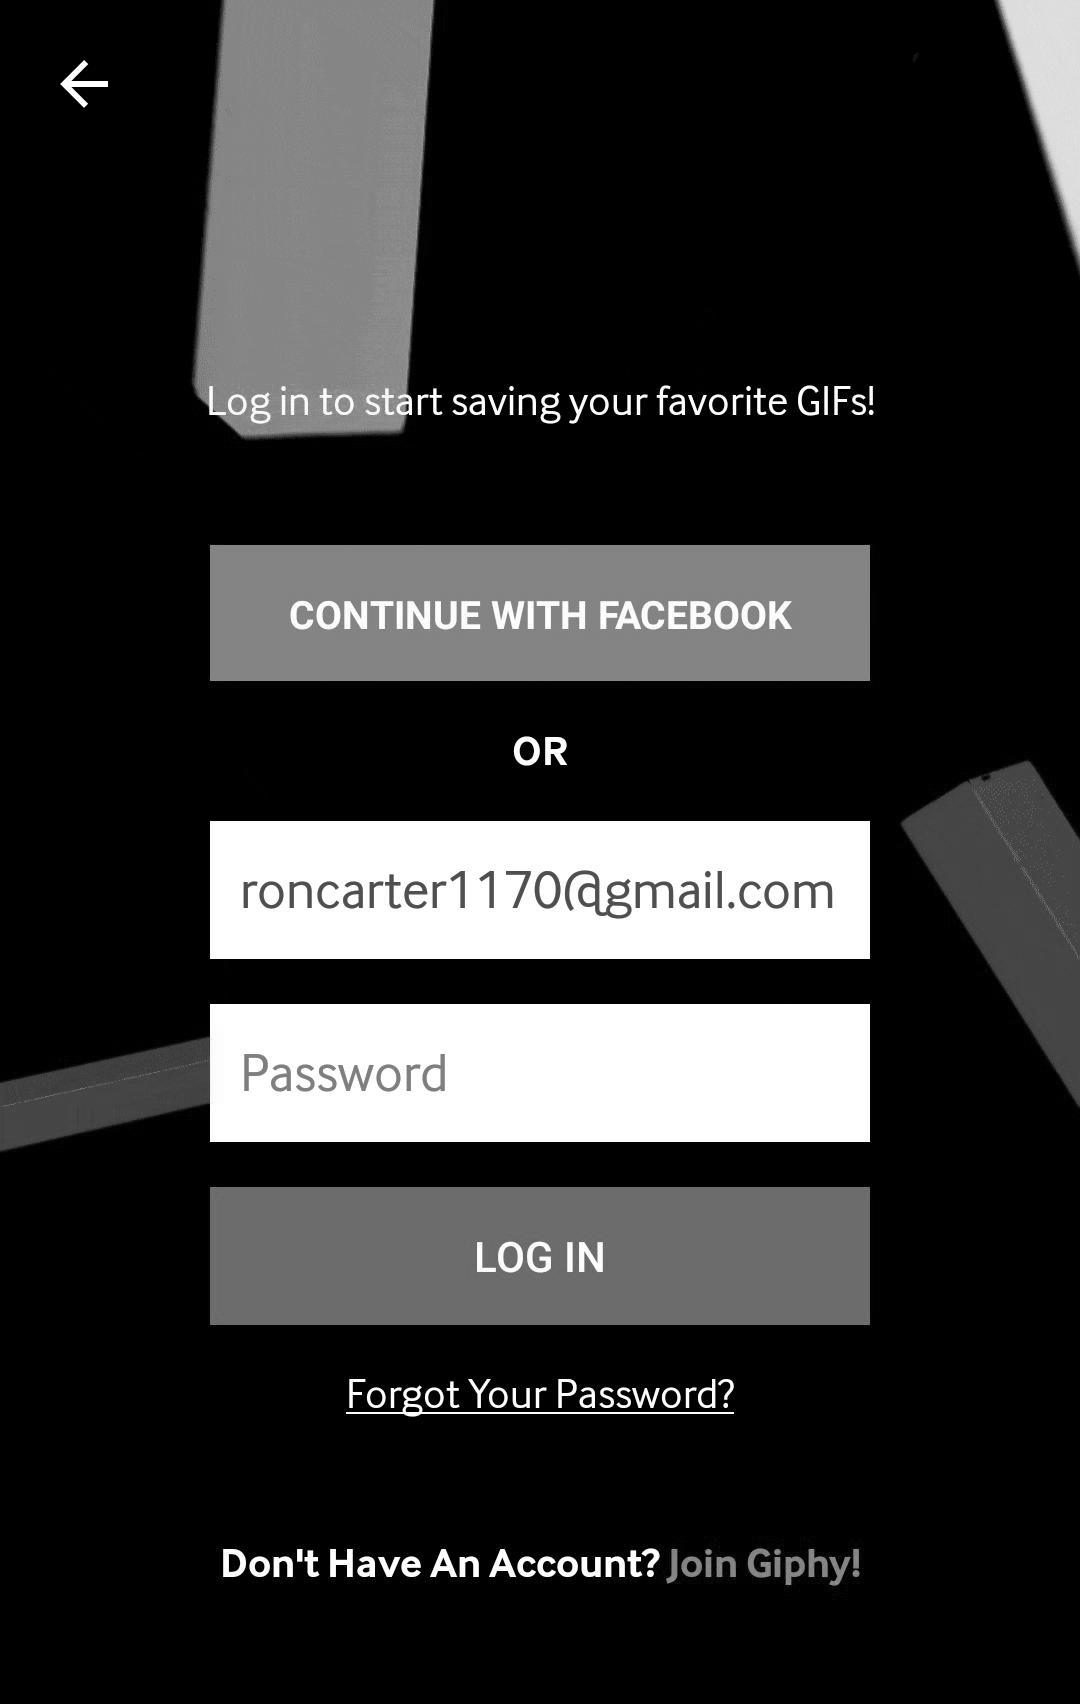 Log in to start saving your favorite GIFs!
CONTINUE WITH FACEBOOK
OR
roncarter1170@gmail.com
Password
LOG IN
Forgot Your Password?
Don't Have An Account? Join Giphy!